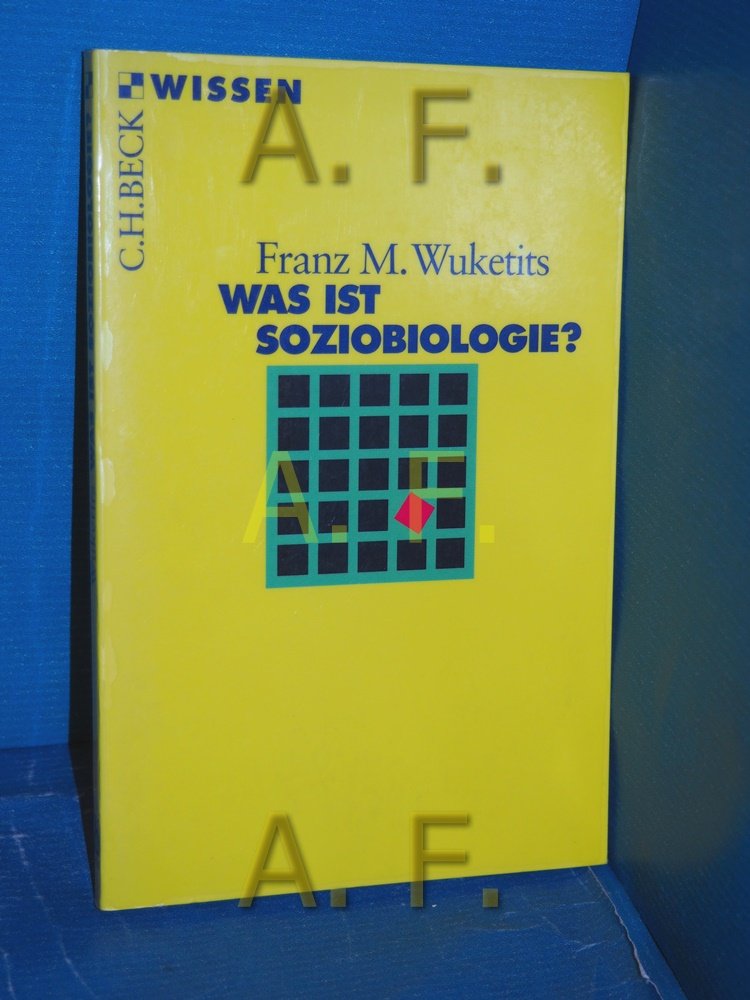 WISSEN
C.H.BECK
A. F.
Franz M. Wuketits
WAS IST
SOZIOBIOLOGIE?
A. F.
A. F.